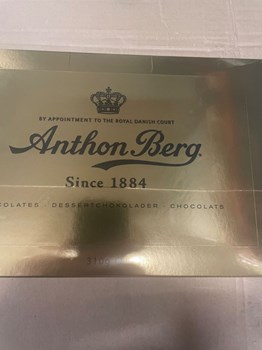 BY APPOINTMENT TO THE ROYAL DANISH COURT
Anthon Berg.
Since 1884
DESSERTCHOKOLADER CHOCOLATS